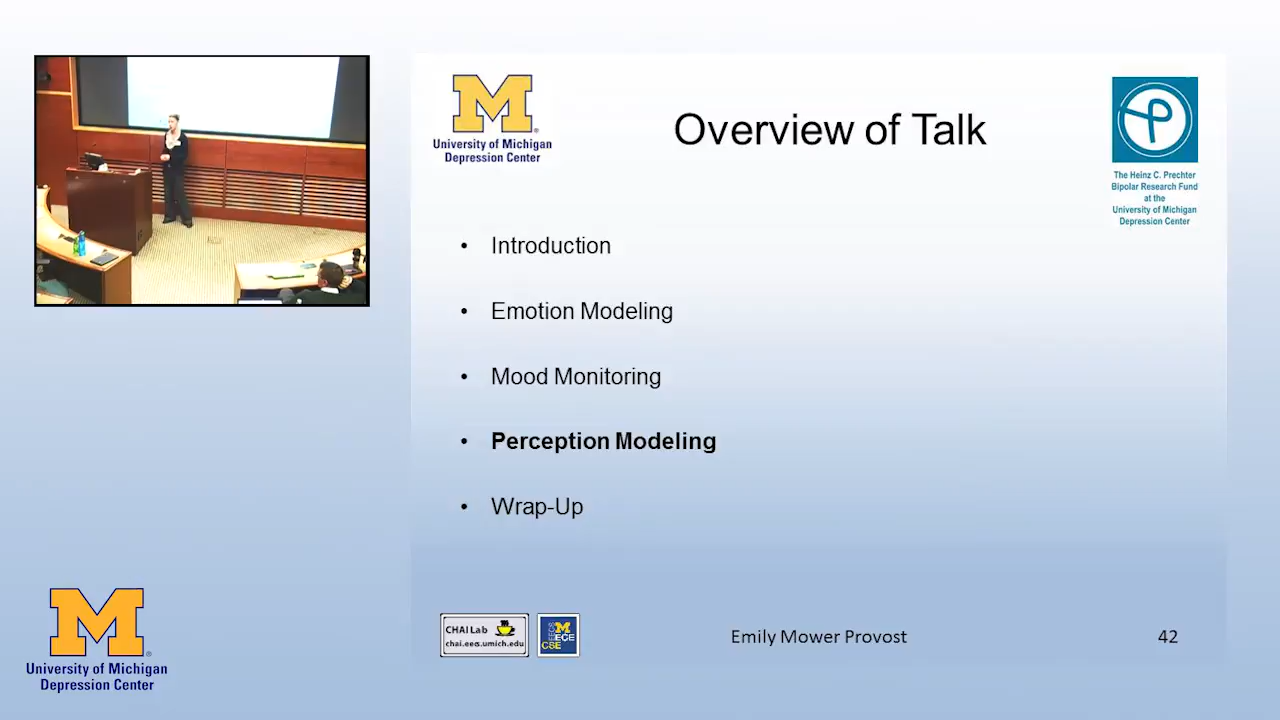 M
University of Michigan
Depression Center
Overview of Talk
The Heinz C. Prechter
Bipolar Research Fund
at the
University of Michigan
Depression Center
• Introduction
• Emotion Modeling
• Mood Monitoring
• Perception Modeling
• Wrap-Up
CHAI Lab
chai.eecs.umich.edu
EECS
M
ECE
CSE
Emily Mower Provost
42
M
University of Michigan
Depression Center